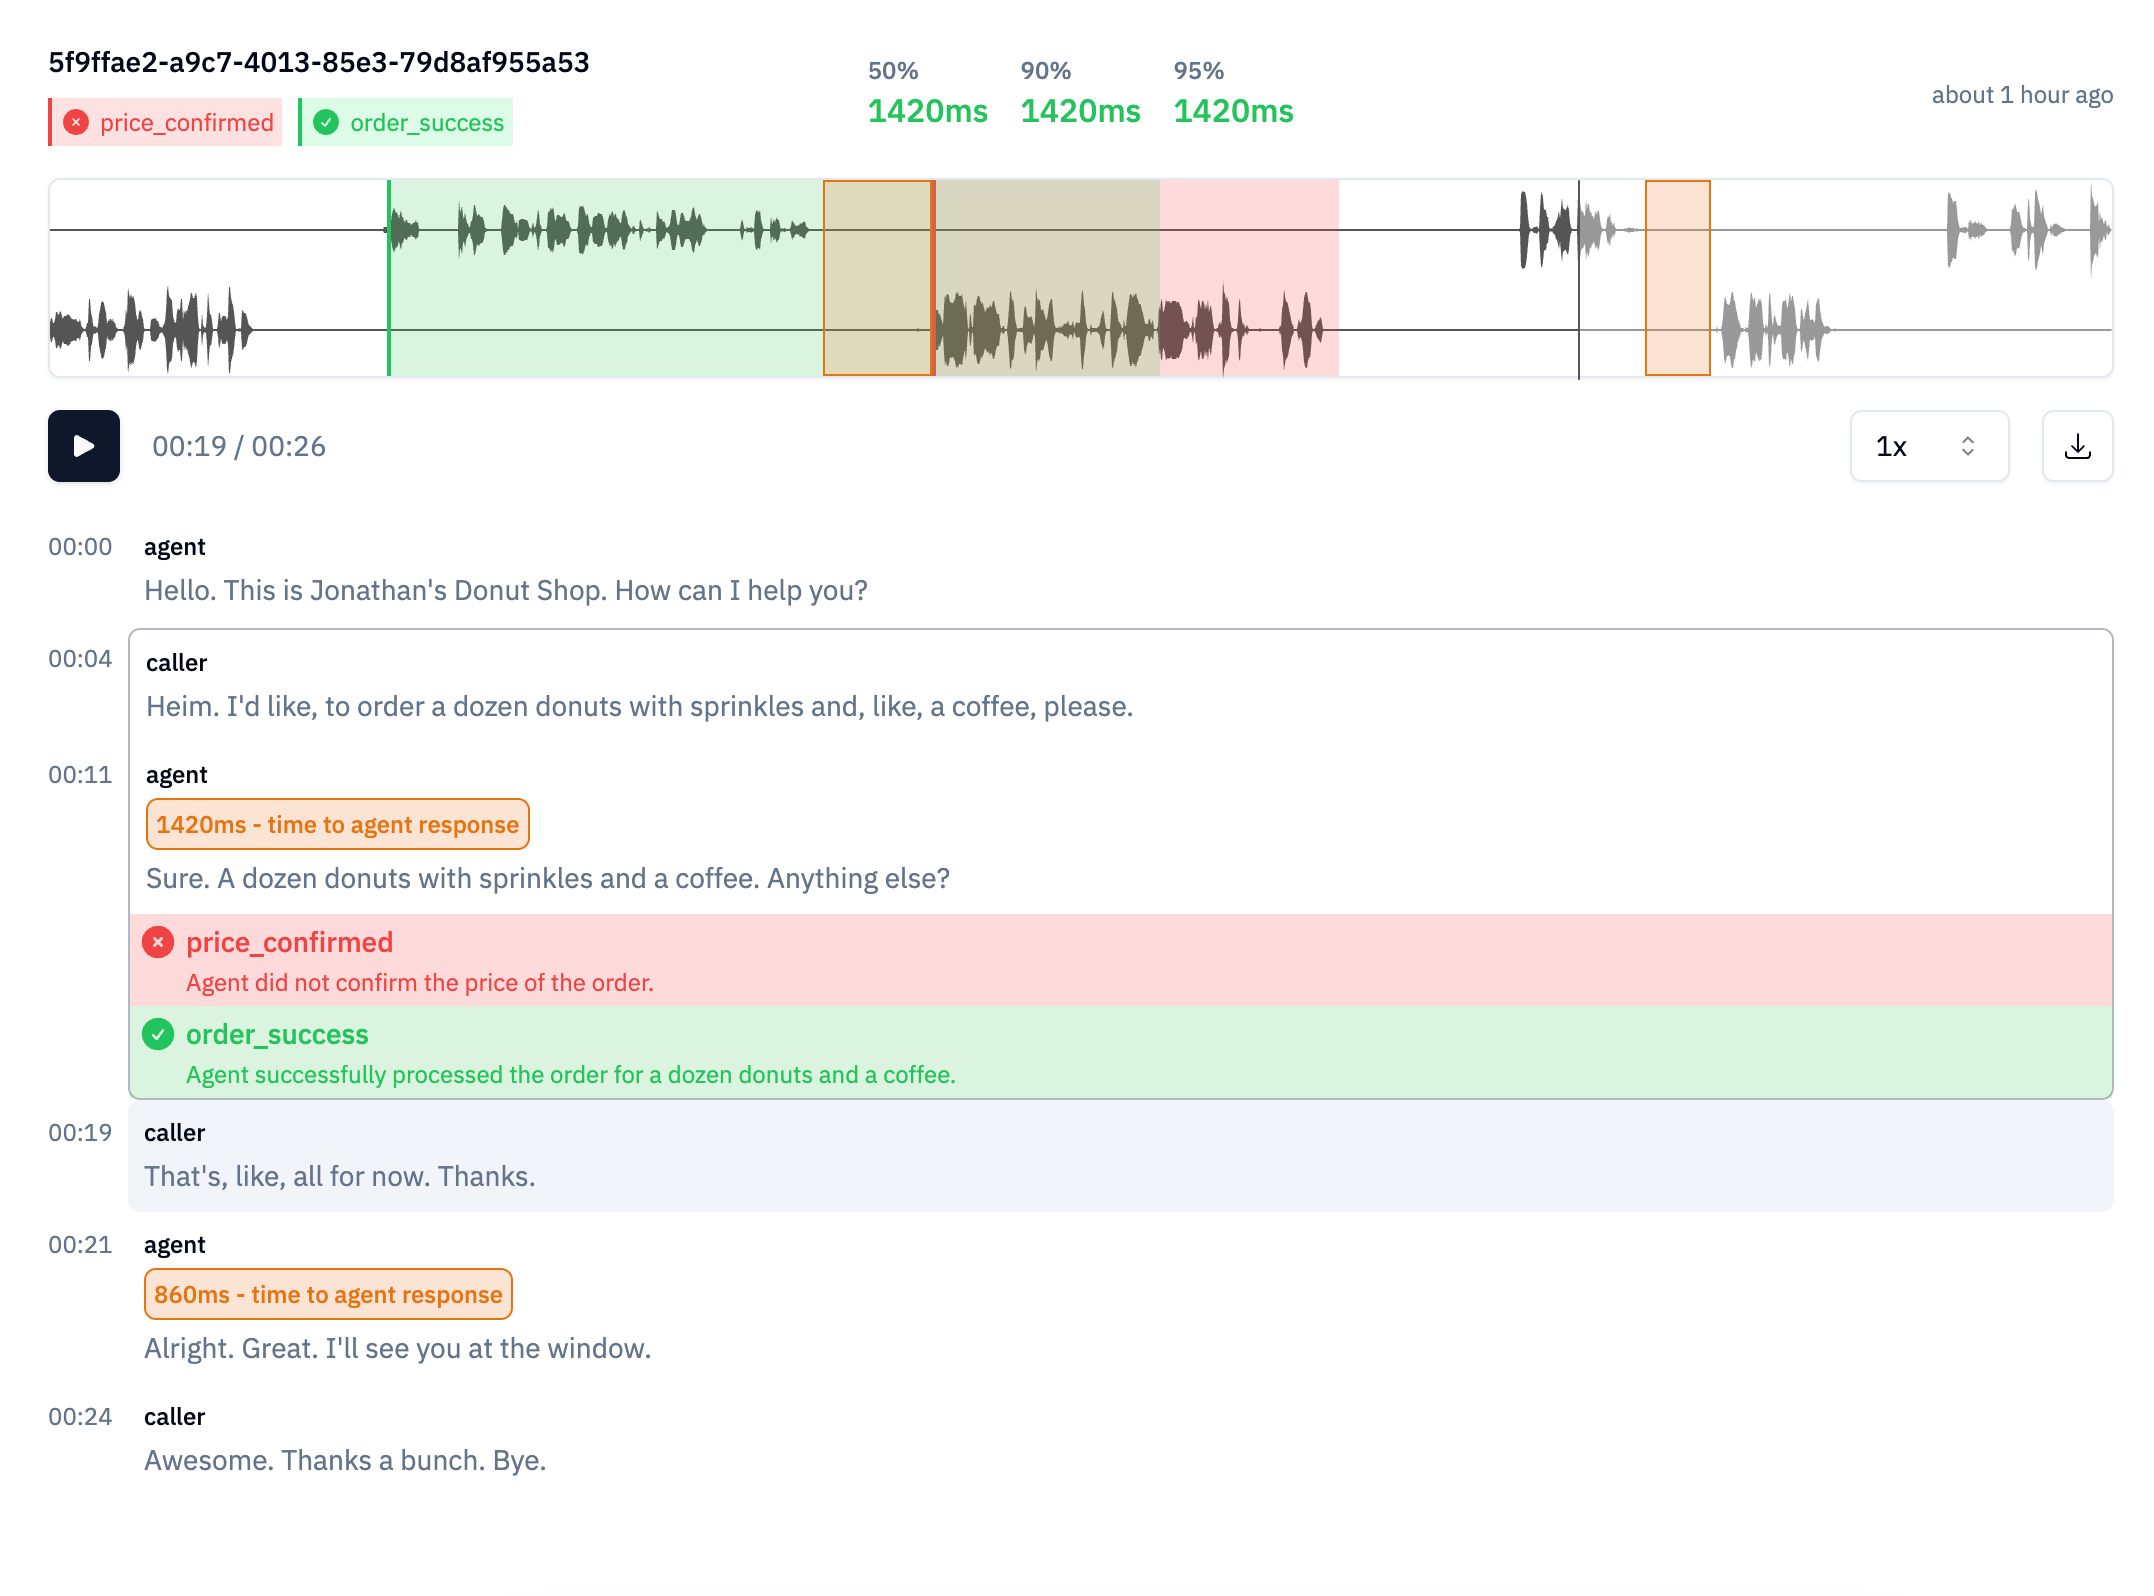 5f9ffae2-a9c7-4013-85e3-79d8af955a53
price_confirmed order_success
50% 90% 95%
1420ms 1420ms 1420ms
about 1 hour ago
00:19 / 00:26
1x
00:00 agent
Hello. This is Jonathan's Donut Shop. How can I help you?
00:04 caller
Heim. I'd like, to order a dozen donuts with sprinkles and, like, a coffee, please.
00:11 agent
1420ms - time to agent response
Sure. A dozen donuts with sprinkles and a coffee. Anything else?
price_confirmed
Agent did not confirm the price of the order.
order_success
Agent successfully processed the order for a dozen donuts and a coffee.
00:19 caller
That's, like, all for now. Thanks.
00:21 agent
860ms - time to agent response
Alright. Great. I'll see you at the window.
00:24 caller
Awesome. Thanks a bunch. Bye.